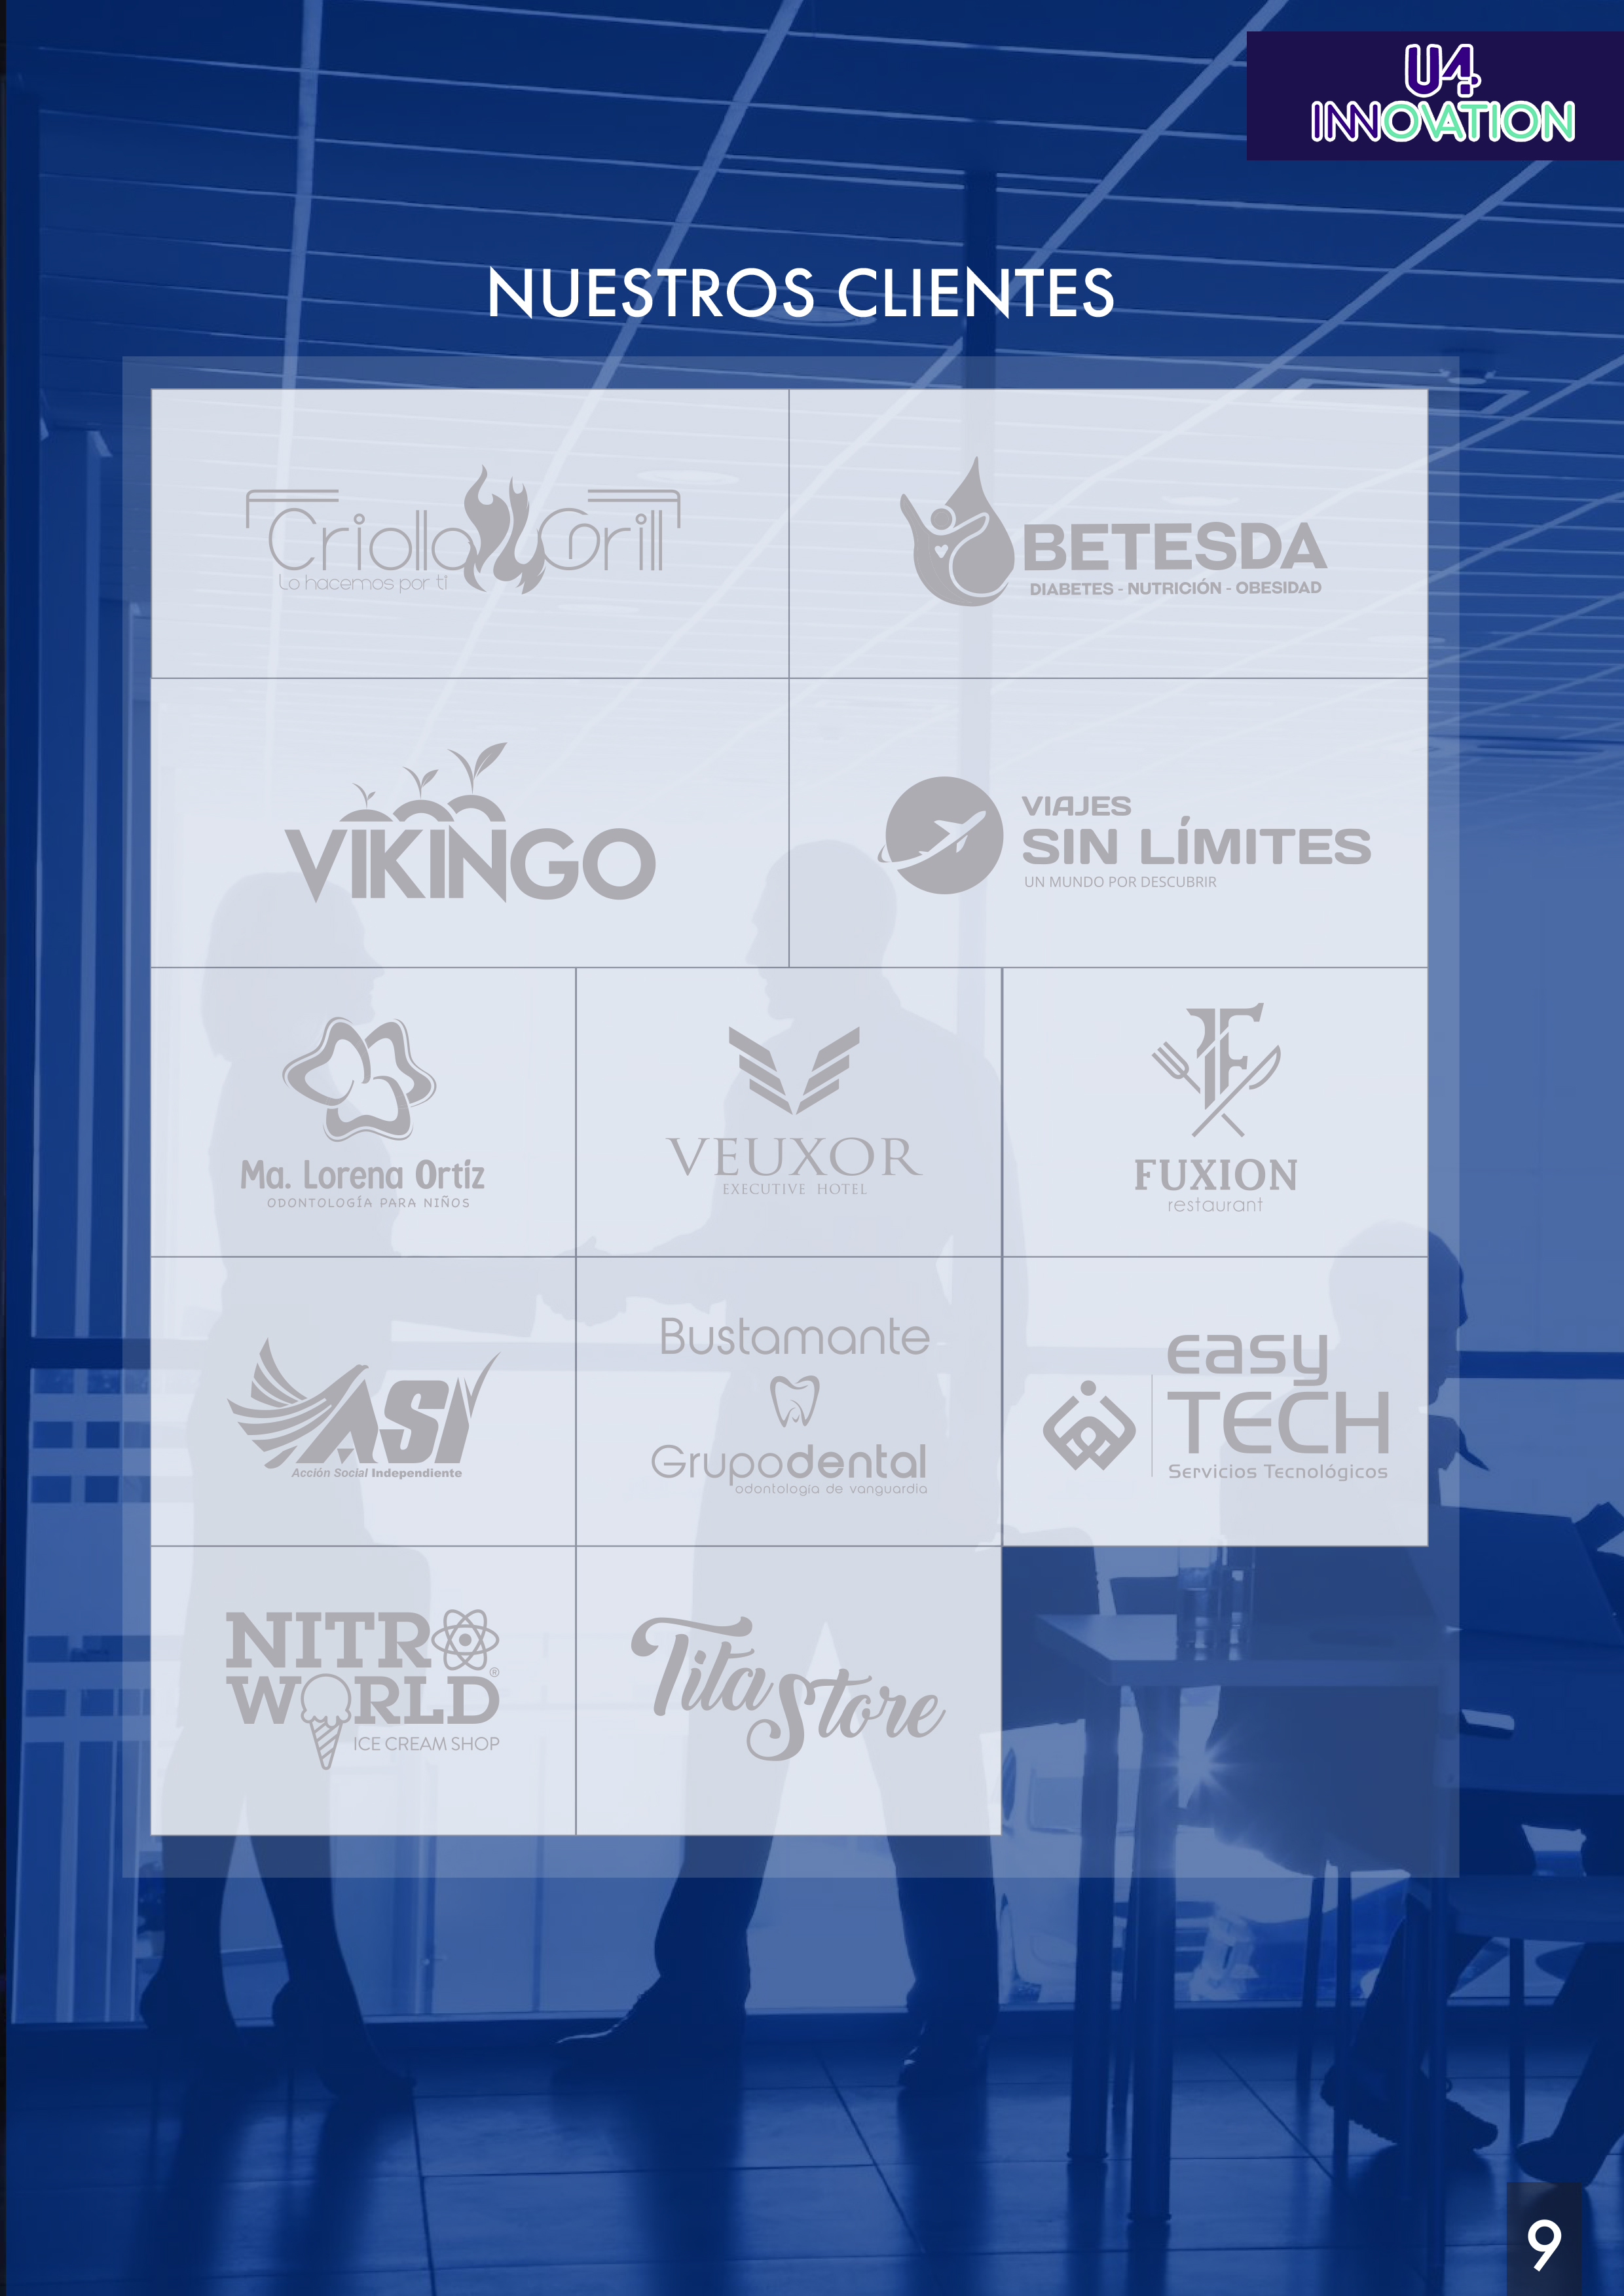 U4
INNOVATION
NUESTROS CLIENTES
Criollo Grill
Lo hacemos por ti
BETESDA
DIABETES - NUTRICIÓN - OBESIDAD
VIKINGO
VIAJES
SIN LÍMITES
UN MUNDO POR DESCUBRIR
Ma. Lorena Ortiz
ODONTOLOGÍA PARA NIÑOS
VEUXOR
EXECUTIVE HOTEL
F
FUXION
restaurant
ASI
Acción Social Independiente
Bustamante
Grupodental
odontología de vanguardia
easy
TECH
Servicios Tecnológicos
NITRO
WORLD®
ICE CREAM SHOP
Tita Store
9